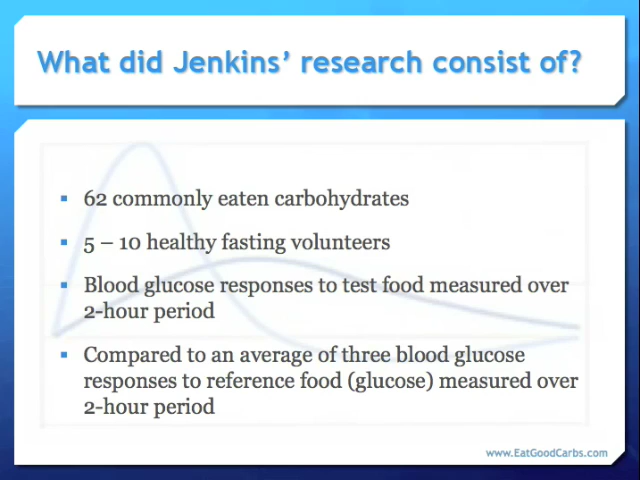 What did Jenkins’ research consist of?
▪ 62 commonly eaten carbohydrates
▪ 5 – 10 healthy fasting volunteers
▪ Blood glucose responses to test food measured over
2-hour period
▪ Compared to an average of three blood glucose
responses to reference food (glucose) measured over
2-hour period
www.EatGoodCarbs.com